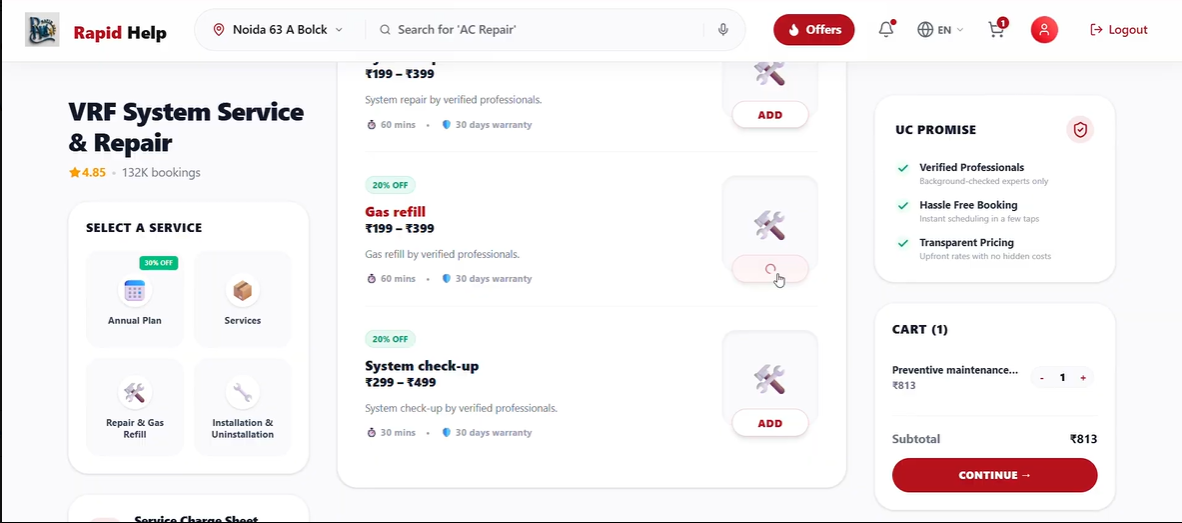 Rapid Help
Noida 63 A Bolck
Search for 'AC Repair'
Offers
EN
1
Logout
VRF System Service
& Repair
4.85 • 132K bookings
SELECT A SERVICE
30% OFF
Annual Plan
Services
Repair & Gas
Refill
Installation &
Uninstallation
Service Charge Sheet
₹199 – ₹399
System repair by verified professionals.
60 mins • 30 days warranty
ADD
20% OFF
Gas refill
₹199 – ₹399
Gas refill by verified professionals.
60 mins • 30 days warranty
20% OFF
System check-up
₹299 – ₹499
System check-up by verified professionals.
30 mins • 30 days warranty
ADD
UC PROMISE
Verified Professionals
Background-checked experts only
Hassle Free Booking
Instant scheduling in a few taps
Transparent Pricing
Upfront rates with no hidden costs
CART (1)
Preventive maintenance...
₹813
- 1 +
Subtotal ₹813
CONTINUE →